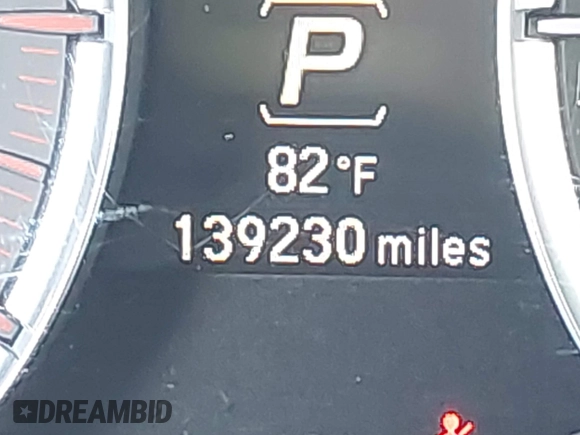 P
82°F
139230 miles
DREAMBID